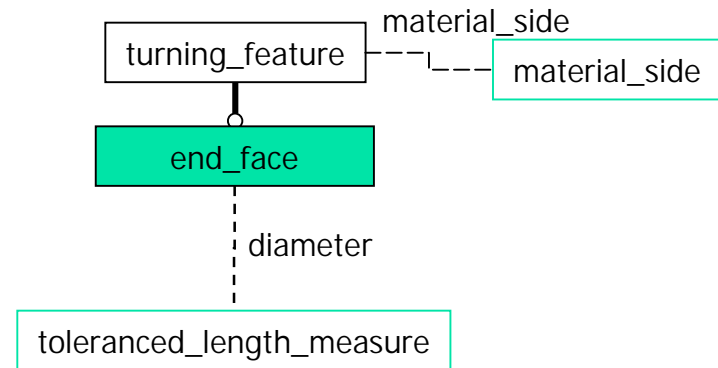 material_side
turning_feature
material_side
end_face
diameter
toleranced_length_measure